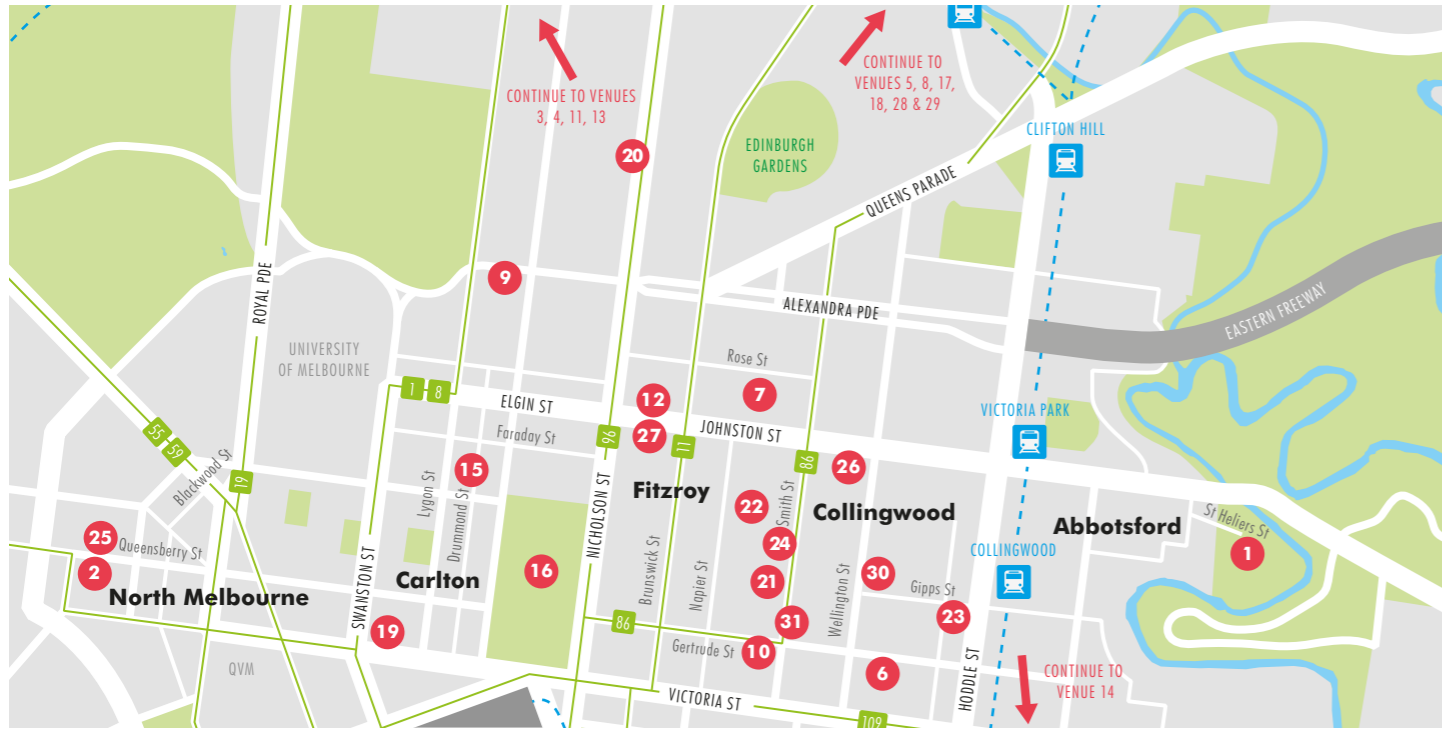 CONTINUE TO VENUES
3, 4, 11, 13
CONTINUE TO
VENUES 5, 8, 17,
18, 28 & 29
20
EDINBURGH
GARDENS
CLIFTON HILL
QUEENS PARADE
ROYAL PDE
9
ALEXANDRA PDE
EASTERN FREEWAY
UNIVERSITY
OF MELBOURNE
Rose St
1
8
ELGIN ST
12
7
VICTORIA PARK
Faraday St
96
27
11
JOHNSTON ST
55
59
Blackwood St
19
Lygon St
15
Drummond St
Fitzroy
86
26
22
Smith St
Collingwood
Abbotsford
St Heliers St
1
25
Queensberry St
2
North Melbourne
SWANSTON ST
Carlton
16
NICHOLSON ST
Brunswick St
Napier St
24
21
Wellington St
30
Gipps St
COLLINGWOOD
23
19
86
31
Gertrude St
10
6
HODDLE ST
CONTINUE TO
VENUE 14
QVM
VICTORIA ST
109